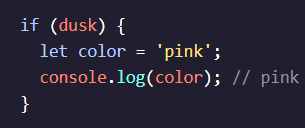 if (dusk) {
  let color = 'pink';
  console.log(color); // pink
}